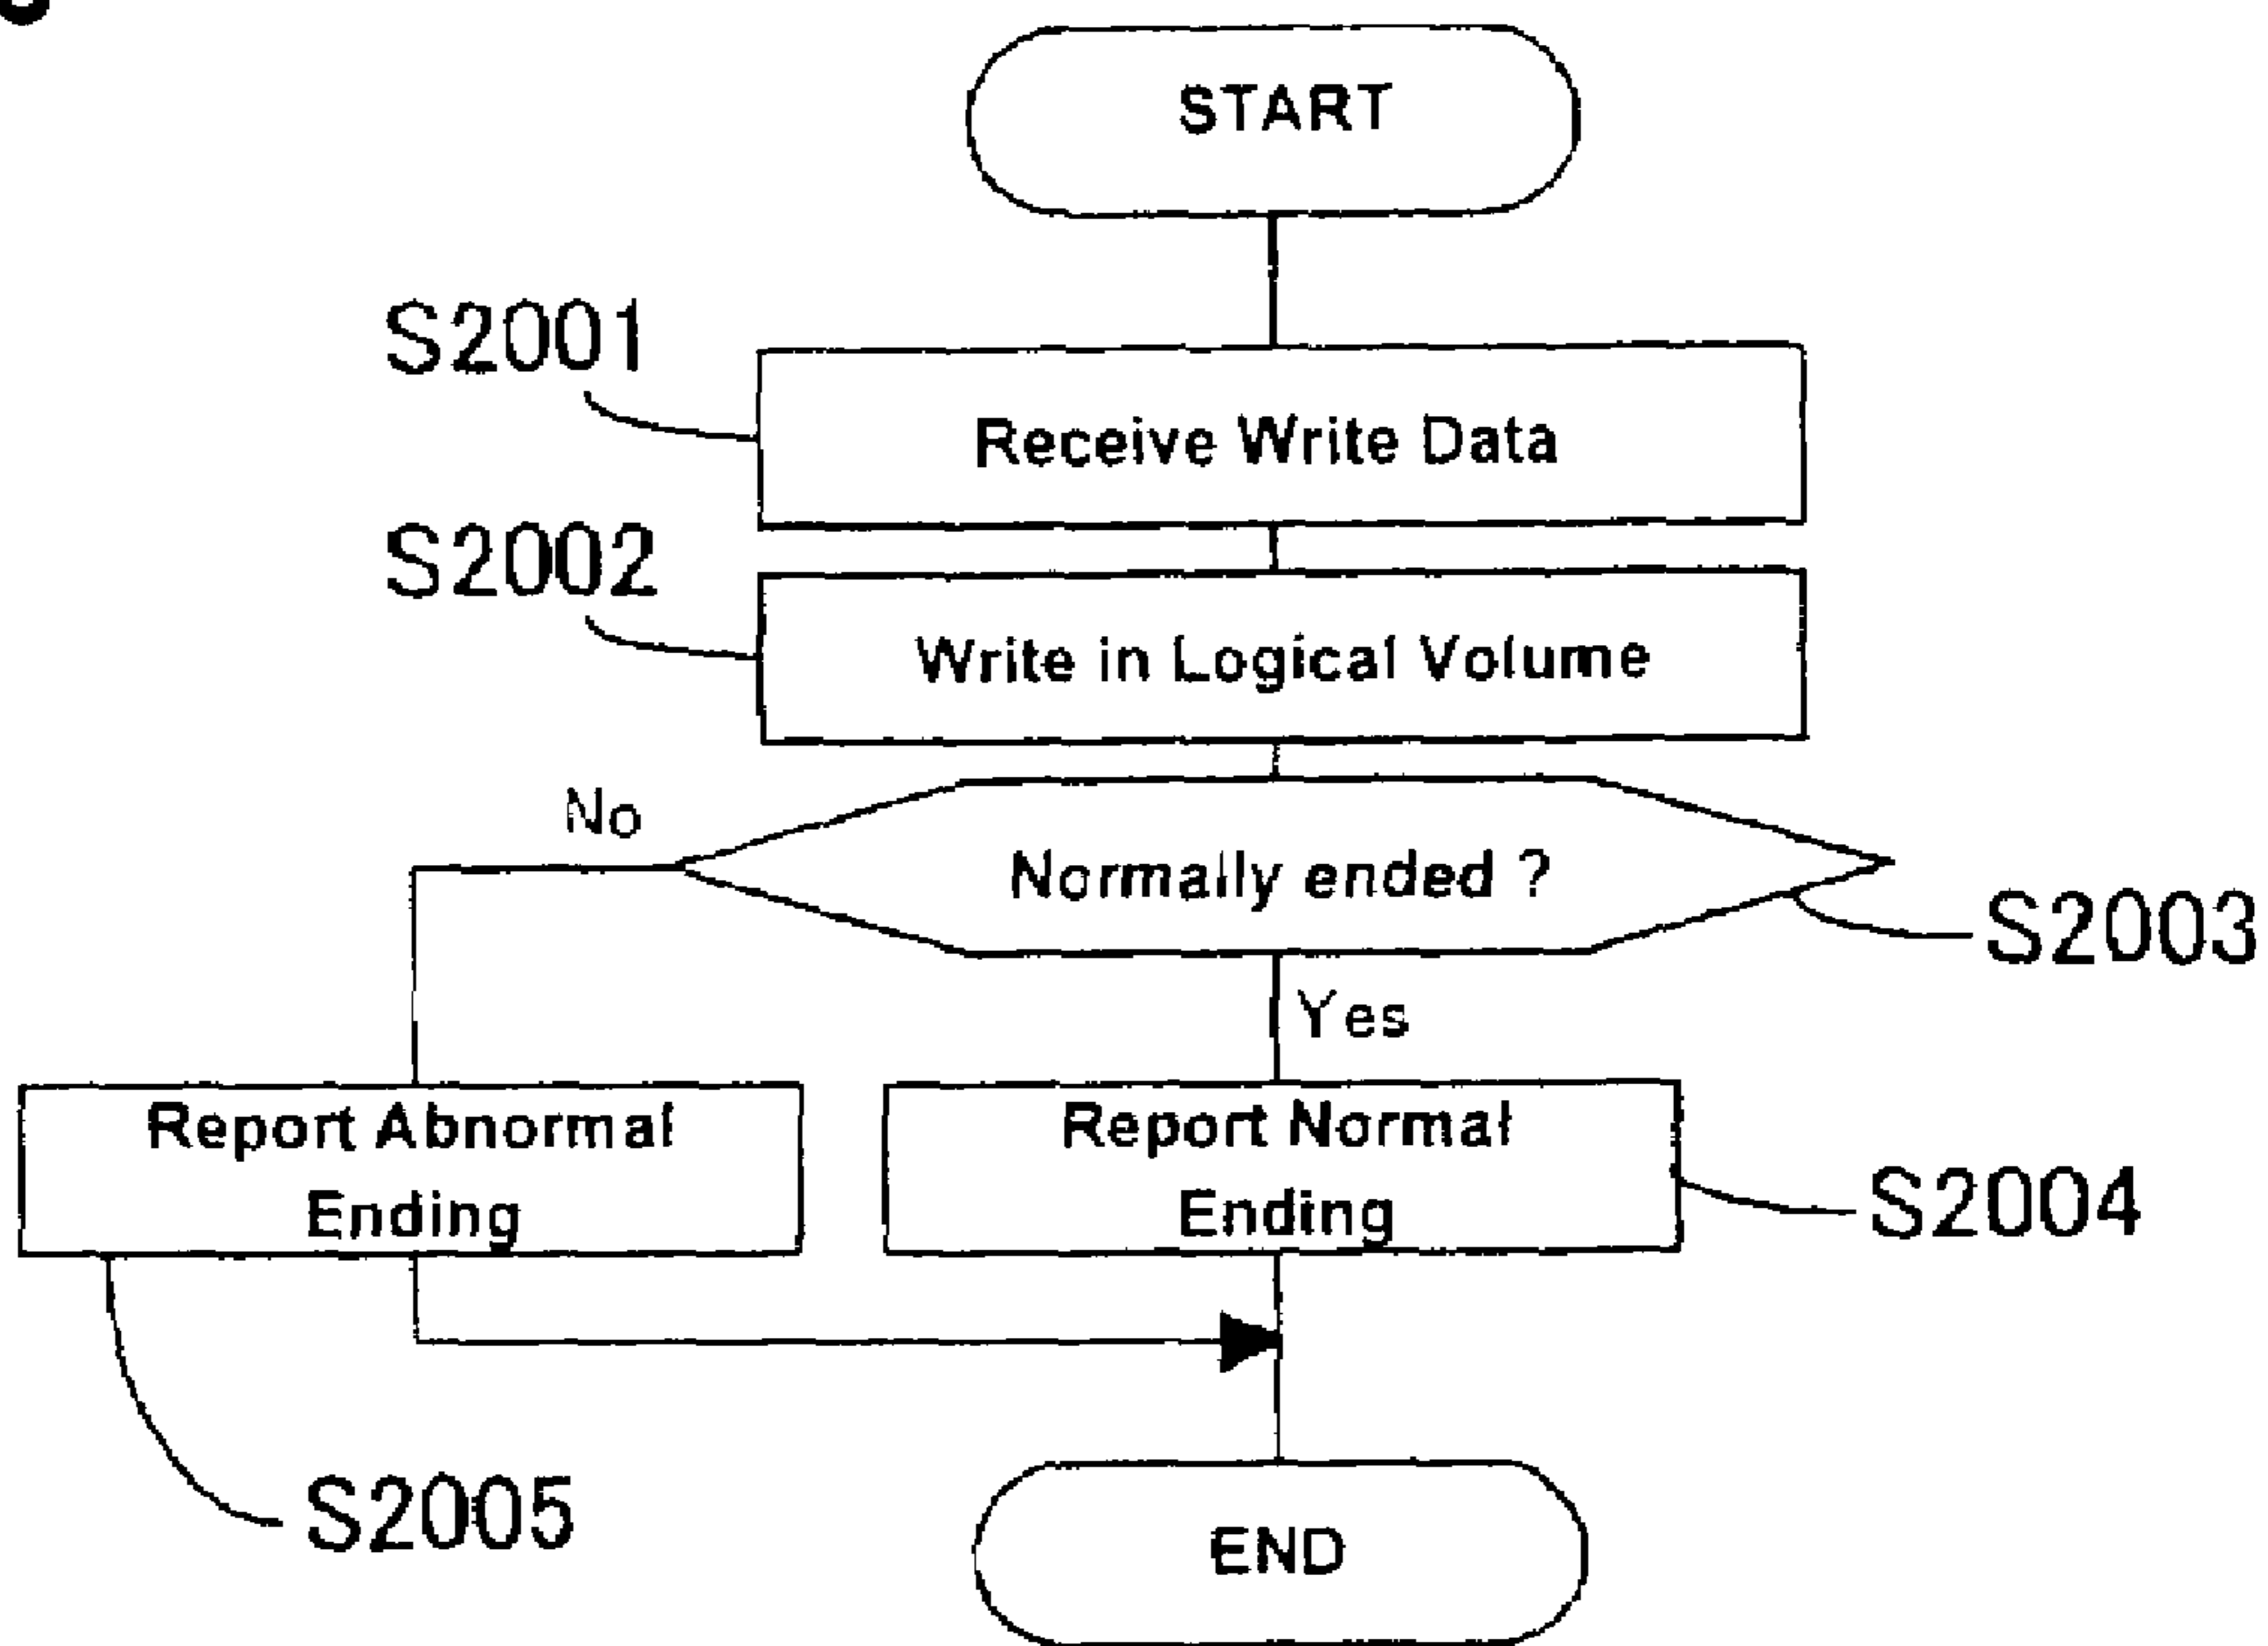 START
S2001
Receive Write Data
S2002
Write in Logical Volume
No
Normally ended ?
S2003
Yes
Report Abnormal
Ending
Report Normal
Ending
S2004
S2005
END